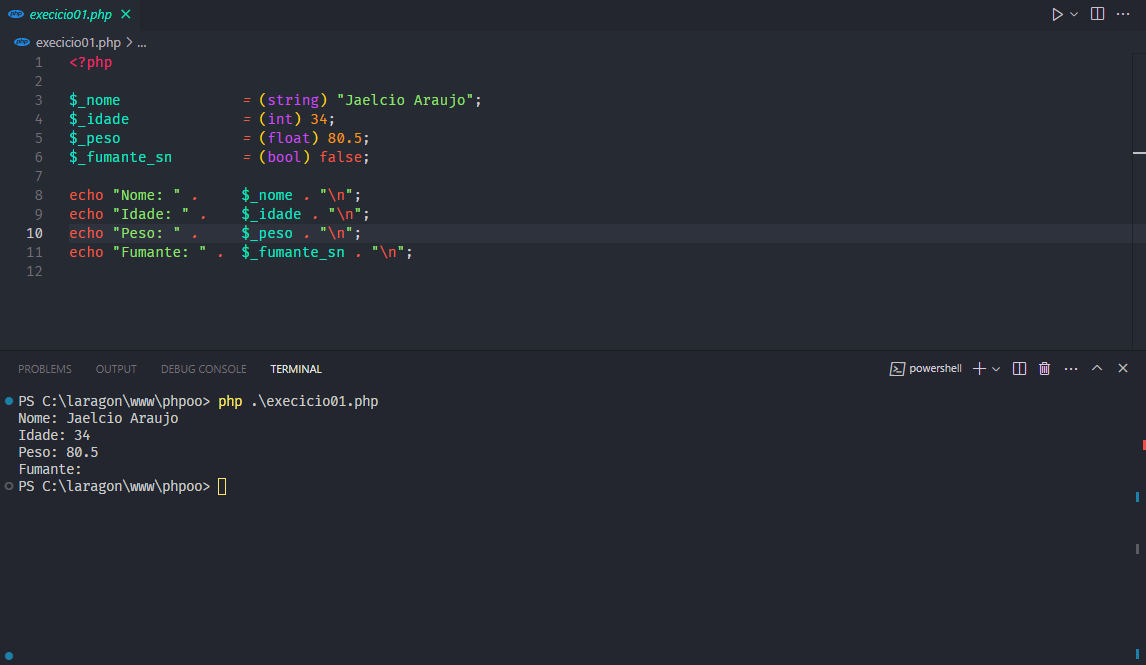 php execicio01.php
php execicio01.php > ...
1 <?php
2
3 $_nome = (string) "Jaelcio Araujo";
4 $_idade = (int) 34;
5 $_peso = (float) 80.5;
6 $_fumante_sn = (bool) false;
7
8 echo "Nome: " . $_nome . "\n";
9 echo "Idade: " . $_idade . "\n";
10 echo "Peso: " . $_peso . "\n";
11 echo "Fumante: " . $_fumante_sn . "\n";
12
PROBLEMS OUTPUT DEBUG CONSOLE TERMINAL powershell
PS C:\laragon\www\phpoo> php .\execicio01.php
Nome: Jaelcio Araujo
Idade: 34
Peso: 80.5
Fumante:
PS C:\laragon\www\phpoo>